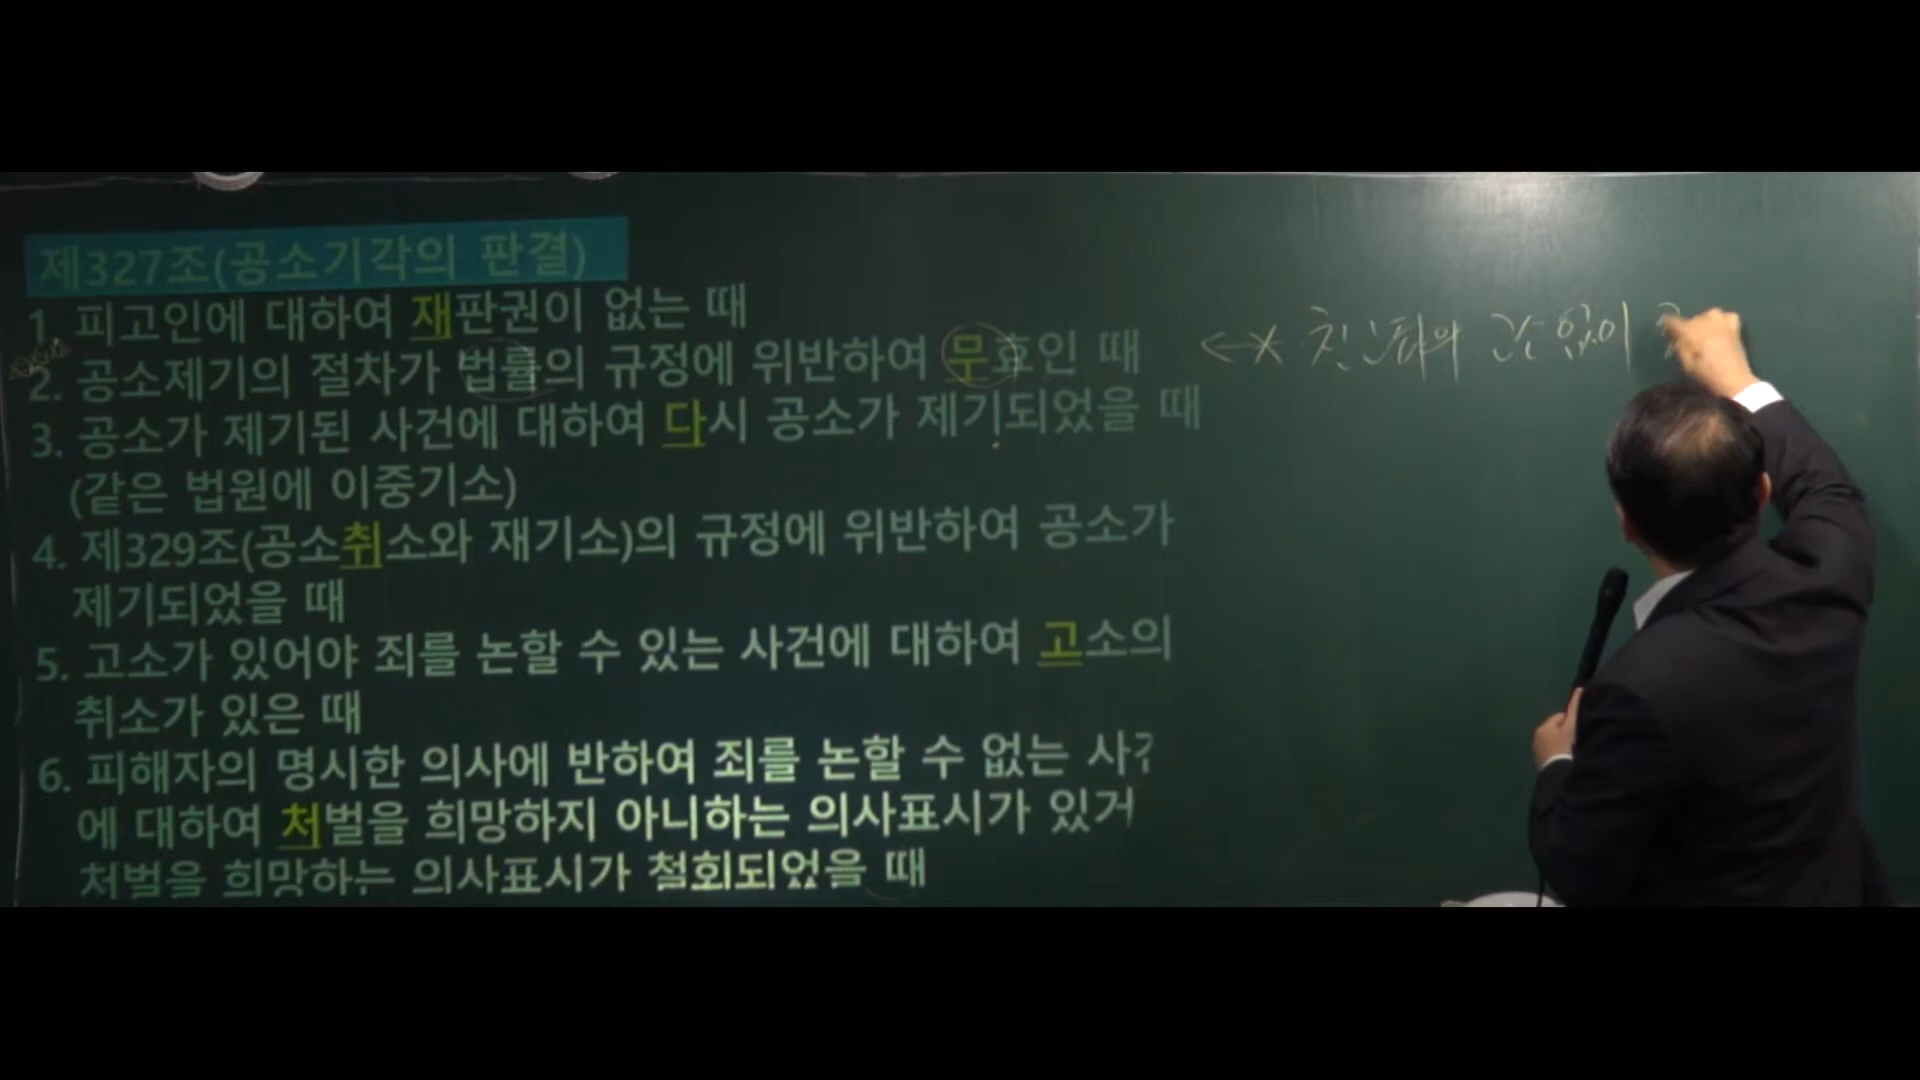 제327조(공소기각의 판결)
1. 피고인에 대하여 재판권이 없는 때
2. 공소제기의 절차가 법률의 규정에 위반하여 무효인 때
← 친고죄의 고소 없이
3. 공소가 제기된 사건에 대하여 다시 공소가 제기되었을 때
(같은 법원에 이중기소)
4. 제329조(공소취소와 재기소)의 규정에 위반하여 공소가
제기되었을 때
5. 고소가 있어야 죄를 논할 수 있는 사건에 대하여 고소의
취소가 있은 때
6. 피해자의 명시한 의사에 반하여 죄를 논할 수 없는 사
에 대하여 처벌을 희망하지 아니하는 의사표시가 있거
처벌을 희망하는 의사표시가 철회되었을 때